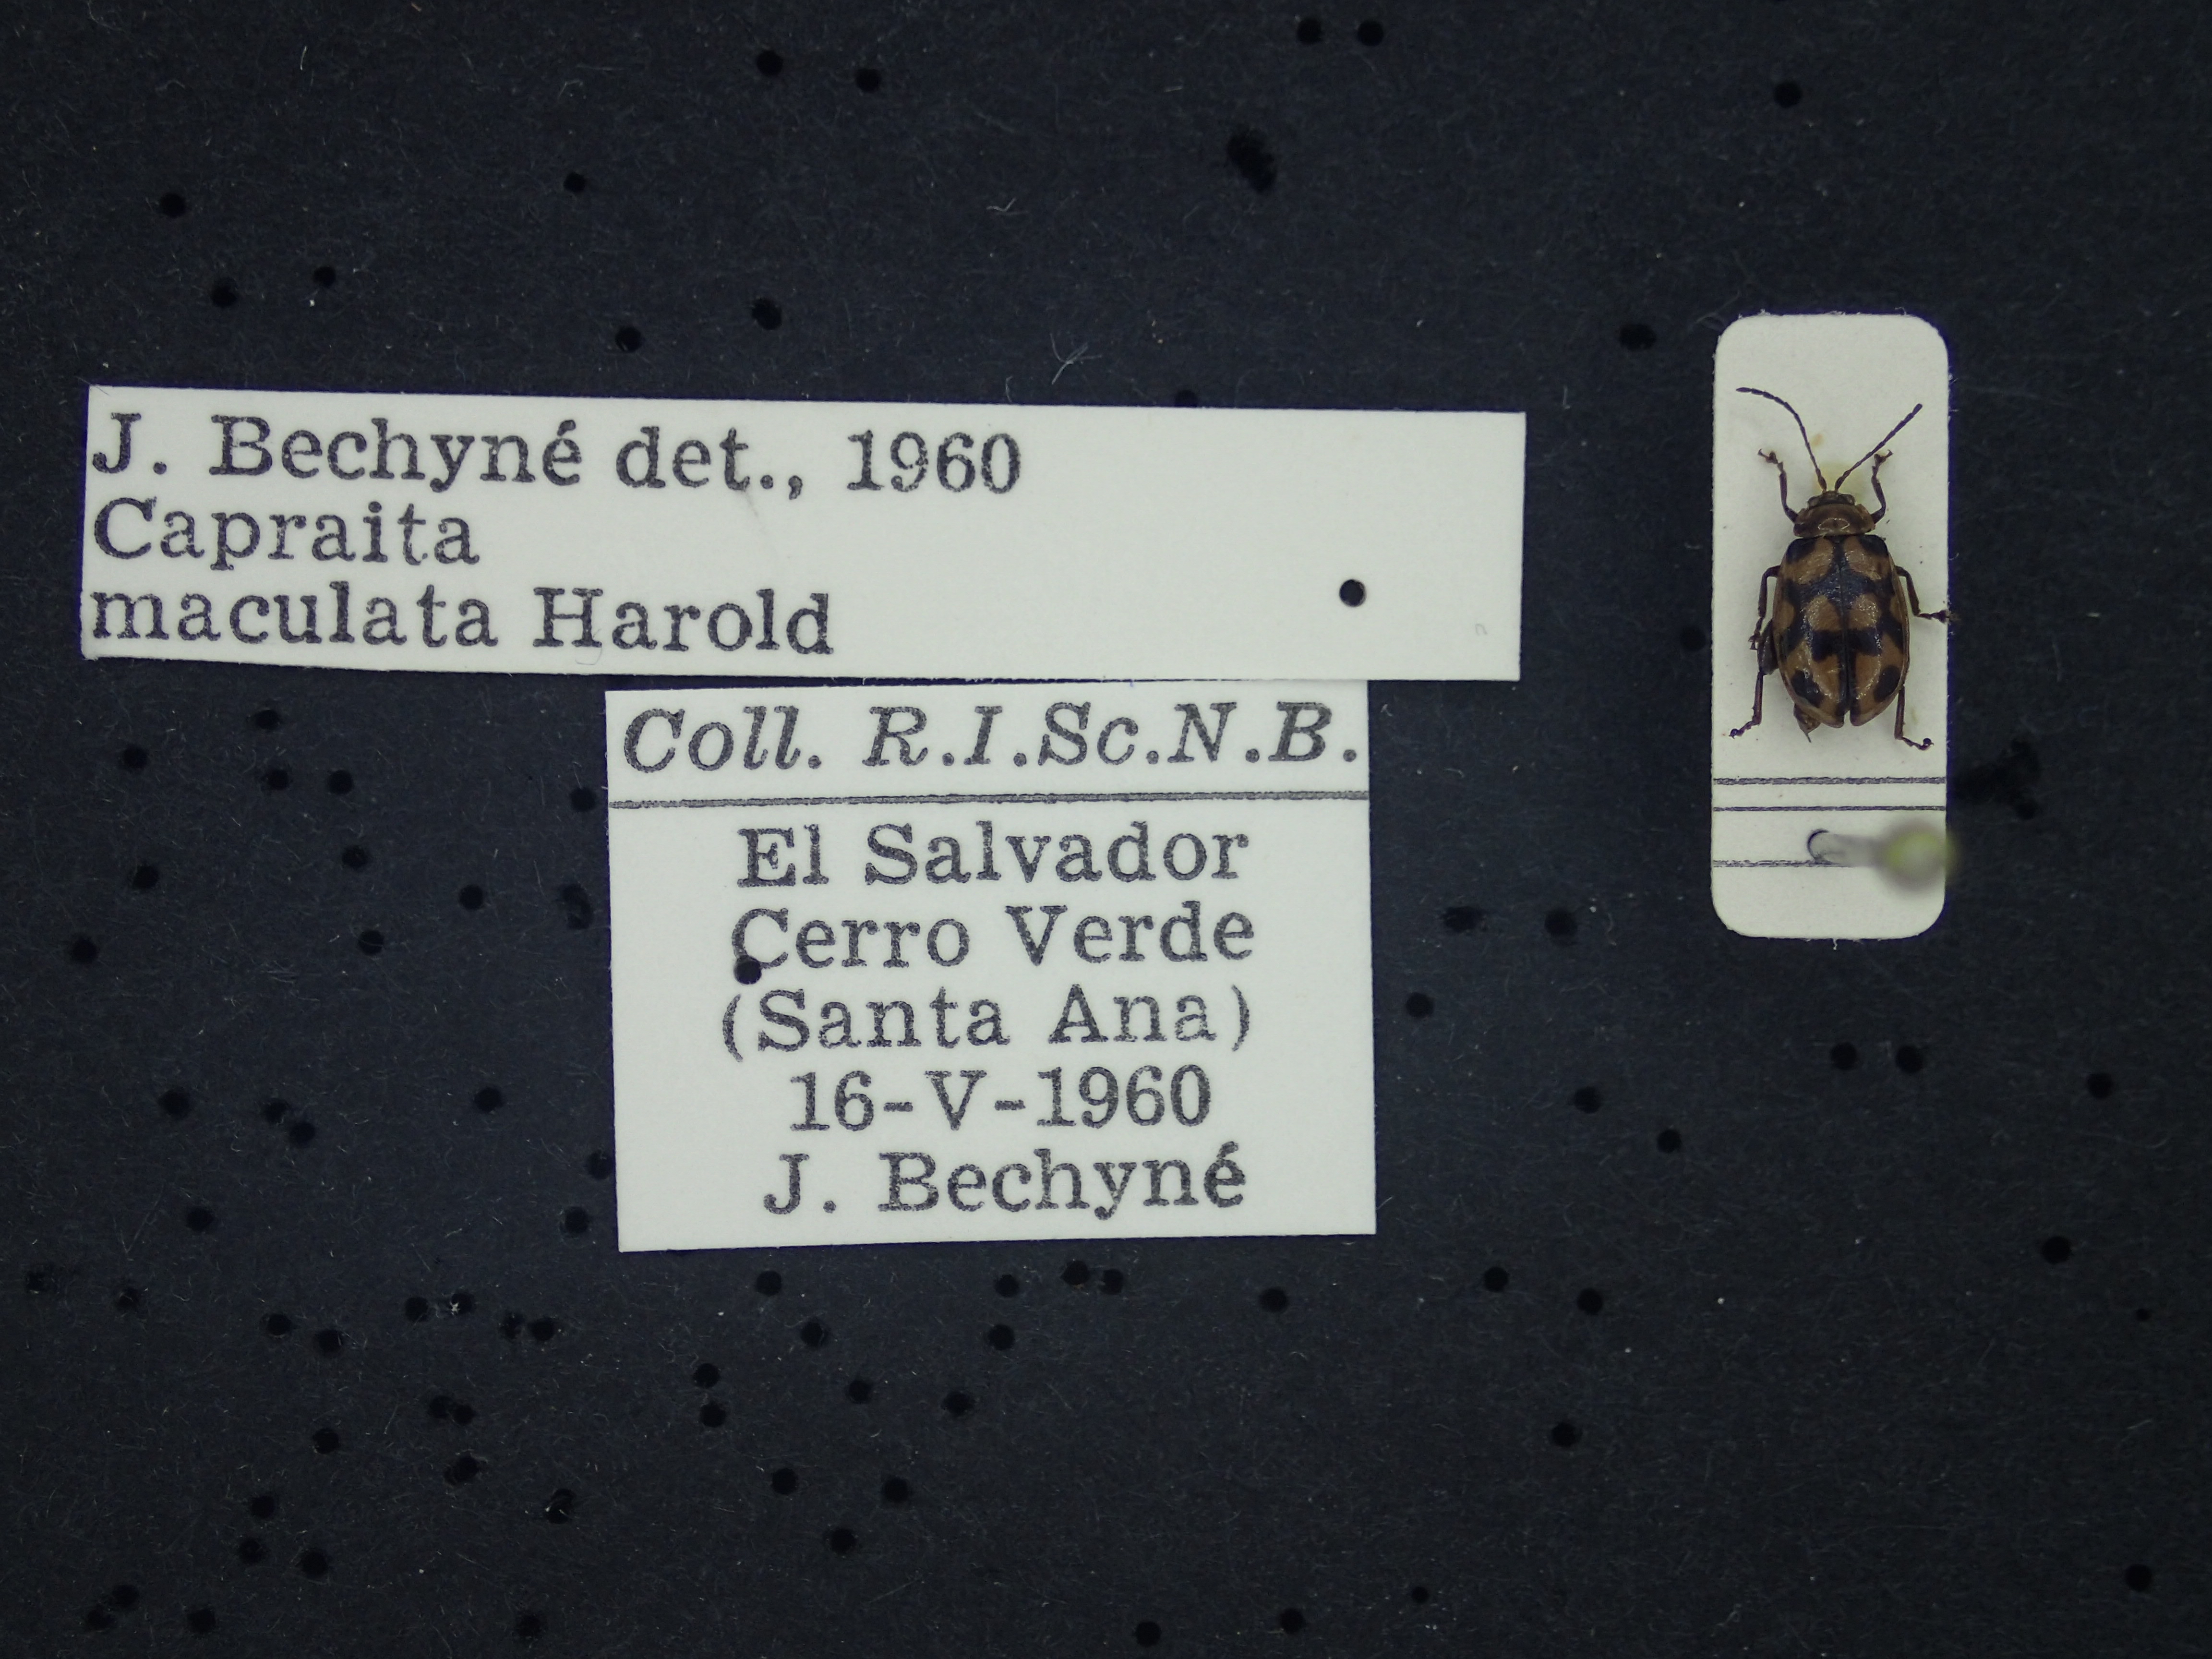 J. Bechyné det., 1960
Capraita
maculata Harold
Coll. R.I.Sc.N.B.
El Salvador
Cerro Verde
(Santa Ana)
16-V-1960
J. Bechyné